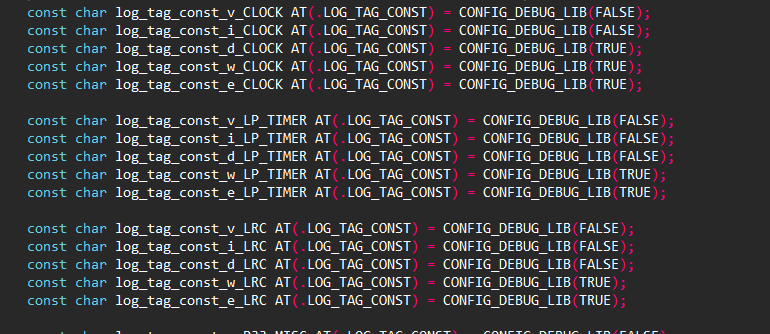 const char log_tag_const_v_CLOCK AT(.LOG_TAG_CONST) = CONFIG_DEBUG_LIB(FALSE);
const char log_tag_const_i_CLOCK AT(.LOG_TAG_CONST) = CONFIG_DEBUG_LIB(FALSE);
const char log_tag_const_d_CLOCK AT(.LOG_TAG_CONST) = CONFIG_DEBUG_LIB(TRUE);
const char log_tag_const_w_CLOCK AT(.LOG_TAG_CONST) = CONFIG_DEBUG_LIB(TRUE);
const char log_tag_const_e_CLOCK AT(.LOG_TAG_CONST) = CONFIG_DEBUG_LIB(TRUE);
const char log_tag_const_v_LP_TIMER AT(.LOG_TAG_CONST) = CONFIG_DEBUG_LIB(FALSE);
const char log_tag_const_i_LP_TIMER AT(.LOG_TAG_CONST) = CONFIG_DEBUG_LIB(FALSE);
const char log_tag_const_d_LP_TIMER AT(.LOG_TAG_CONST) = CONFIG_DEBUG_LIB(FALSE);
const char log_tag_const_w_LP_TIMER AT(.LOG_TAG_CONST) = CONFIG_DEBUG_LIB(TRUE);
const char log_tag_const_e_LP_TIMER AT(.LOG_TAG_CONST) = CONFIG_DEBUG_LIB(TRUE);
const char log_tag_const_v_LRC AT(.LOG_TAG_CONST) = CONFIG_DEBUG_LIB(FALSE);
const char log_tag_const_i_LRC AT(.LOG_TAG_CONST) = CONFIG_DEBUG_LIB(FALSE);
const char log_tag_const_d_LRC AT(.LOG_TAG_CONST) = CONFIG_DEBUG_LIB(FALSE);
const char log_tag_const_w_LRC AT(.LOG_TAG_CONST) = CONFIG_DEBUG_LIB(TRUE);
const char log_tag_const_e_LRC AT(.LOG_TAG_CONST) = CONFIG_DEBUG_LIB(TRUE);